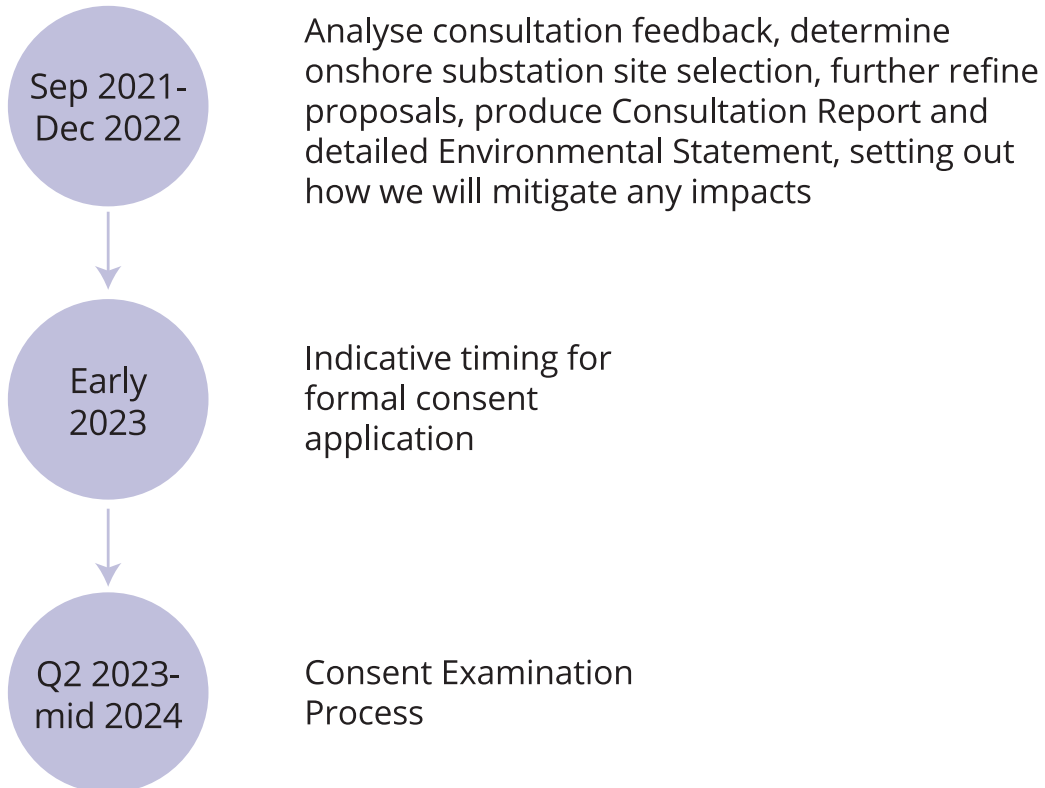 Sep 2021-
Dec 2022
Analyse consultation feedback, determine
onshore substation site selection, further refine
proposals, produce Consultation Report and
detailed Environmental Statement, setting out
how we will mitigate any impacts
Early
2023
Indicative timing for
formal consent
application
Q2 2023-
mid 2024
Consent Examination
Process